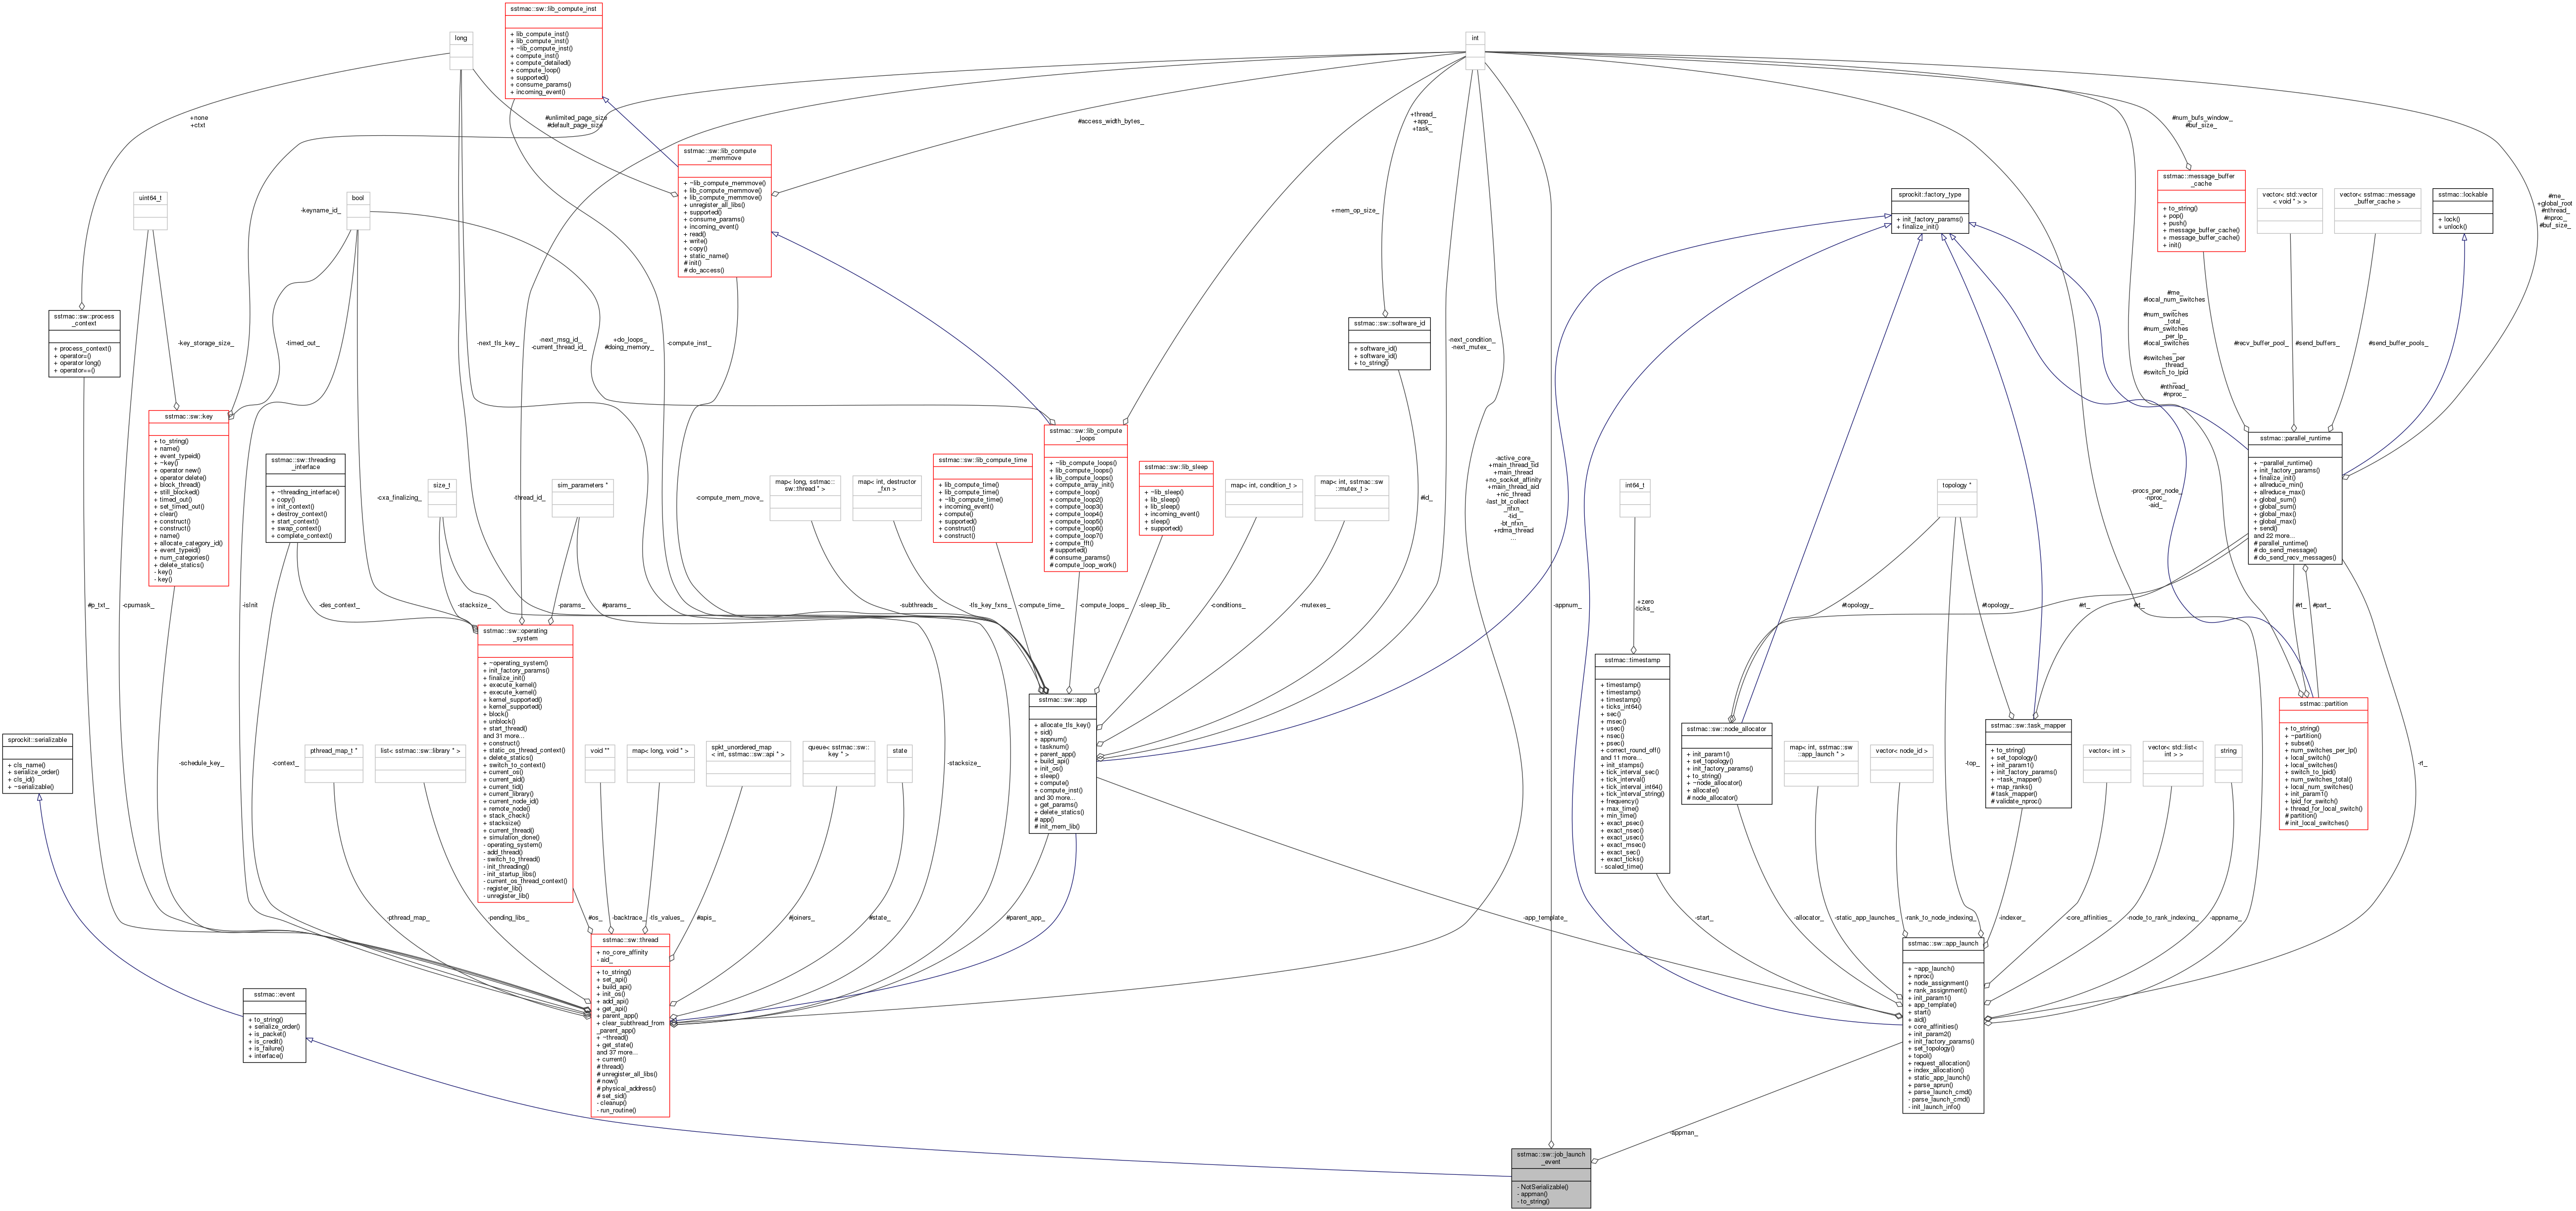 sstmac::sw::lib_compute_inst
+ lib_compute_inst()
+ lib_compute_inst()
+ ~lib_compute_inst()
+ compute_inst()
+ compute_detailed()
+ compute_loop()
+ supported()
+ consume_params()
+ incoming_event()
long
int
+none
+ctxt
#unlimited_page_size
#default_page_size
#access_width_bytes_
+thread_
+app_
+task_
#num_bufs_window_
#buf_size_
sstmac::sw::lib_compute
_memmove
+ ~lib_compute_memmove()
+ lib_compute_memmove()
+ lib_compute_memmove()
+ unregister_all_libs()
+ supported()
+ consume_params()
+ incoming_event()
+ read()
+ write()
+ copy()
+ static_name()
# init()
# do_access()
sstmac::message_buffer
_cache
+ to_string()
+ pop()
+ push()
+ message_buffer_cache()
+ message_buffer_cache()
+ init()
vector< std::vector
< void * > >
vector< sstmac::message
_buffer_cache >
sstmac::lockable
+ lock()
+ unlock()
#me_
+global_root
#nthread_
#nproc_
#buf_size_
uint64_t
bool
-keyname_id_
+mem_op_size_
sprockit::factory_type
+ init_factory_params()
+ finalize_init()
sstmac::sw::process
_context
+ process_context()
+ operator=()
+ operator long()
+ operator==()
-key_storage_size_
-timed_out_
-next_tls_key_
-next_msg_id_
-current_thread_id_
+do_loops_
#doing_memory_
-compute_inst_
sstmac::sw::software_id
+ software_id()
+ software_id()
+ to_string()
-next_condition_
-next_mutex_
#me_
#local_num_switches
_
#num_switches
_total_
#num_switches
_per_lp_
#local_switches
_
#switches_per
_thread_
#switch_to_lpid
_
#nthread_
#nproc_
#recv_buffer_pool_
#send_buffers_
#send_buffer_pools_
sstmac::sw::key
+ to_string()
+ name()
+ event_typeid()
+ ~key()
+ operator new()
+ operator delete()
+ block_thread()
+ still_blocked()
+ timed_out()
+ set_timed_out()
+ clear()
+ construct()
+ construct()
+ name()
+ allocate_category_id()
+ event_typeid()
+ num_categories()
+ delete_statics()
- key()
- key()
sstmac::sw::threading
_interface
+ ~threading_interface()
+ copy()
+ init_context()
+ destroy_context()
+ start_context()
+ swap_context()
+ complete_context()
size_t
-cxa_finalizing_
-thread_id_
sim_parameters *
-compute_mem_move_
map< long, sstmac::
sw::thread * >
map< int, destructor
_fxn >
sstmac::sw::lib_compute_time
+ lib_compute_time()
+ lib_compute_time()
+ ~lib_compute_time()
+ incoming_event()
+ compute()
+ supported()
+ construct()
+ construct()
sstmac::sw::lib_compute
_loops
+ ~lib_compute_loops()
+ lib_compute_loops()
+ lib_compute_loops()
+ compute_array_init()
+ compute_loop()
+ compute_loop2()
+ compute_loop3()
+ compute_loop4()
+ compute_loop5()
+ compute_loop6()
+ compute_loop7()
+ compute_fft()
# supported()
# consume_params()
# compute_loop_work()
sstmac::sw::lib_sleep
+ ~lib_sleep()
+ lib_sleep()
+ incoming_event()
+ sleep()
+ supported()
map< int, condition_t >
map< int, sstmac::sw
::mutex_t >
#id_
-active_core_
+main_thread_tid
+main_thread
+no_socket_affinity
+main_thread_aid
+nic_thread
-last_bt_collect
_nfxn_
-tid_
-bt_nfxn_
+rdma_thread
...
int64_t
topology *
-procs_per_node_
-nproc_
-aid_
sstmac::parallel_runtime
+ ~parallel_runtime()
+ init_factory_params()
+ finalize_init()
+ allreduce_min()
+ allreduce_max()
+ global_sum()
+ global_sum()
+ global_max()
+ global_max()
+ send()
and 22 more...
# parallel_runtime()
# do_send_message()
# do_send_recv_messages()
#p_txt_
-cpumask_
-isInit
-des_context_
-stacksize_
-params_
#params_
-subthreads_
-tls_key_fxns_
-compute_time_
-compute_loops_
-sleep_lib_
-conditions_
-mutexes_
-appnum_
+zero
-ticks_
#topology_
#topology_
#rt_
#rt_
#rt_
#part_
sstmac::sw::operating
_system
+ ~operating_system()
+ init_factory_params()
+ finalize_init()
+ execute_kernel()
+ execute_kernel()
+ kernel_supported()
+ kernel_supported()
+ block()
+ unblock()
+ start_thread()
and 31 more...
+ construct()
+ static_os_thread_context()
+ delete_statics()
+ switch_to_context()
+ current_os()
+ current_aid()
+ current_tid()
+ current_library()
+ current_node_id()
+ remote_node()
+ stack_check()
+ stacksize()
+ current_thread()
+ simulation_done()
- operating_system()
- add_thread()
- switch_to_thread()
- init_threading()
- init_startup_libs()
- current_os_thread_context()
- register_lib()
- unregister_lib()
sstmac::sw::app
+ allocate_tls_key()
+ sid()
+ appnum()
+ tasknum()
+ parent_app()
+ build_api()
+ init_os()
+ sleep()
+ compute()
+ compute_inst()
and 30 more...
+ get_params()
+ delete_statics()
# app()
# init_mem_lib()
sstmac::timestamp
+ timestamp()
+ timestamp()
+ timestamp()
+ ticks_int64()
+ sec()
+ msec()
+ usec()
+ nsec()
+ psec()
+ correct_round_off()
and 11 more...
+ init_stamps()
+ tick_interval_sec()
+ tick_interval()
+ tick_interval_int64()
+ tick_interval_string()
+ frequency()
+ max_time()
+ min_time()
+ exact_psec()
+ exact_nsec()
+ exact_usec()
+ exact_msec()
+ exact_sec()
+ exact_ticks()
- scaled_time()
sstmac::sw::node_allocator
+ init_param1()
+ set_topology()
+ init_factory_params()
+ to_string()
+ ~node_allocator()
+ allocate()
# node_allocator()
sstmac::sw::task_mapper
+ to_string()
+ set_topology()
+ init_param1()
+ init_factory_params()
+ ~task_mapper()
+ map_ranks()
# task_mapper()
# validate_nproc()
sstmac::partition
+ to_string()
+ ~partition()
+ subset()
+ num_switches_per_lp()
+ local_switch()
+ local_switches()
+ switch_to_lpid()
+ num_switches_total()
+ local_num_switches()
+ init_param1()
+ lpid_for_switch()
+ thread_for_local_switch()
# partition()
# init_local_switches()
sprockit::serializable
+ cls_name()
+ serialize_order()
+ cls_id()
+ ~serializable()
-schedule_key_
-context_
pthread_map_t *
list< sstmac::sw::library * >
void **
map< long, void * >
spkt_unordered_map
< int, sstmac::sw::api * >
queue< sstmac::sw::
key * >
state
-stacksize_
map< int, sstmac::sw
::app_launch * >
vector< node_id >
-top_
vector< int >
vector< std::list<
int > >
string
-rt_
-pthread_map_
-pending_libs_
#os_
-backtrace_
-tls_values_
#apis_
#joiners_
#state_
#parent_app_
-app_template_
-start_
-allocator_
-static_app_launches_
-rank_to_node_indexing_
-indexer_
-core_affinities_
-node_to_rank_indexing_
-appname_
sstmac::sw::thread
+ no_core_affinity
- aid_
+ to_string()
+ set_api()
+ build_api()
+ init_os()
+ add_api()
+ get_api()
+ parent_app()
+ clear_subthread_from
_parent_app()
+ ~thread()
+ get_state()
and 37 more...
+ current()
# thread()
# unregister_all_libs()
# now()
# physical_address()
# set_sid()
- cleanup()
- run_routine()
sstmac::sw::app_launch
+ ~app_launch()
+ nproc()
+ node_assignment()
+ rank_assignment()
+ init_param1()
+ app_template()
+ start()
+ aid()
+ core_affinities()
+ init_param2()
+ init_factory_params()
+ set_topology()
+ topol()
+ request_allocation()
+ index_allocation()
+ static_app_launch()
+ parse_aprun()
+ parse_launch_cmd()
- parse_launch_cmd()
- init_launch_info()
sstmac::event
+ to_string()
+ serialize_order()
+ is_packet()
+ is_credit()
+ is_failure()
+ interface()
-appman_
sstmac::sw::job_launch
_event
- NotSerializable()
- appman()
- to_string()